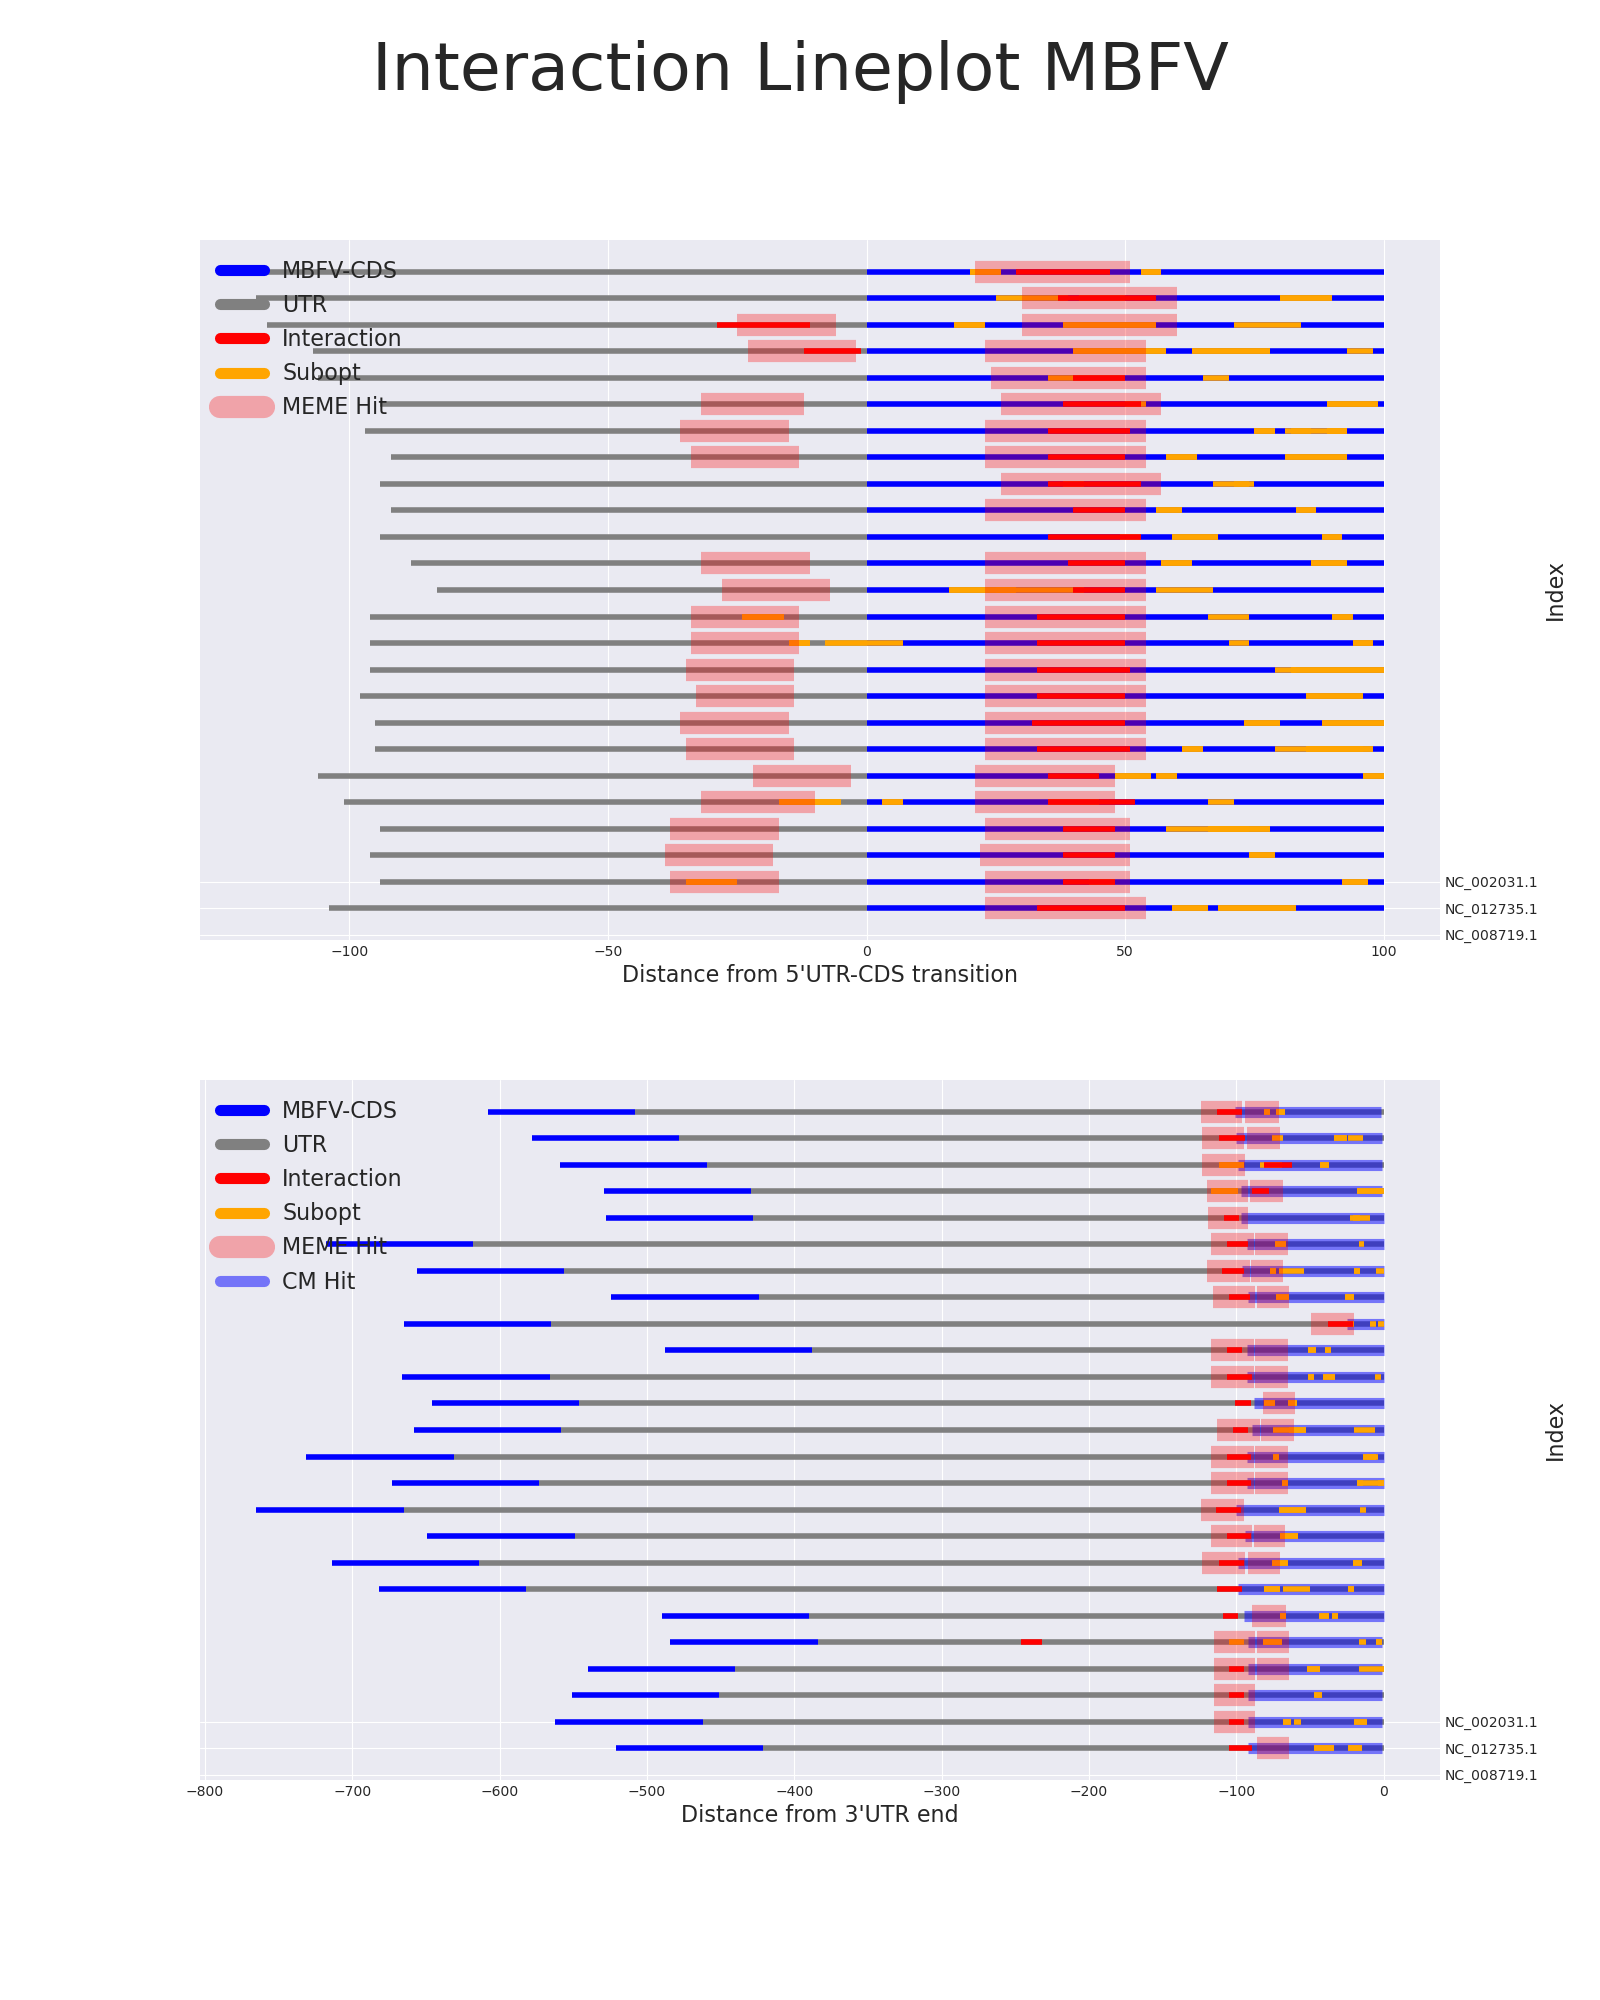 Interaction Lineplot MBFV
MBFV-CDS
UTR
Interaction
Subopt
MEME Hit
Index
NC_002031.1
NC_012735.1
NC_008719.1
−100 −50 0 50 100
Distance from 5'UTR-CDS transition
MBFV-CDS
UTR
Interaction
Subopt
MEME Hit
CM Hit
Index
NC_002031.1
NC_012735.1
NC_008719.1
−800 −700 −600 −500 −400 −300 −200 −100 0
Distance from 3'UTR end